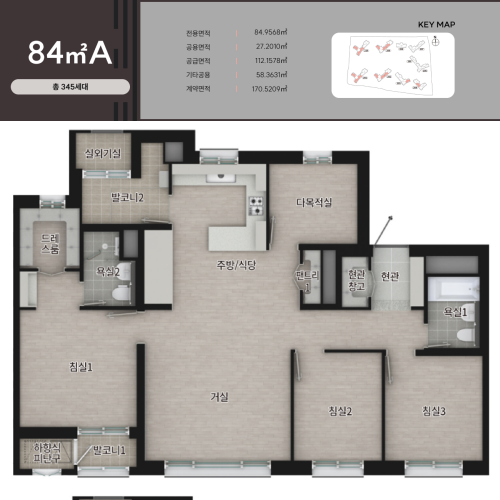 84㎡A
총 345세대
전용면적 84.9568㎡
공용면적 27.2010㎡
공급면적 112.1578㎡
기타공용 58.3631㎡
계약면적 170.5209㎡
KEY MAP
실외기실
발코니2
드레
스룸
욕실2
주방/식당
다목적실
팬트리
1
현관
창고
현관
욕실1
침실1
거실
침실2
침실3
하향식
피난구
발코니1